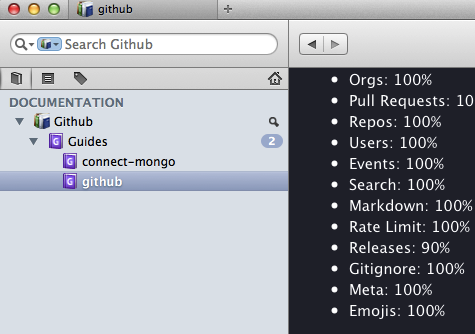 github
Search Github
DOCUMENTATION
Github
Guides
2
connect-mongo
github
Orgs: 100%
Pull Requests: 10
Repos: 100%
Users: 100%
Events: 100%
Search: 100%
Markdown: 100%
Rate Limit: 100%
Releases: 90%
Gitignore: 100%
Meta: 100%
Emojis: 100%